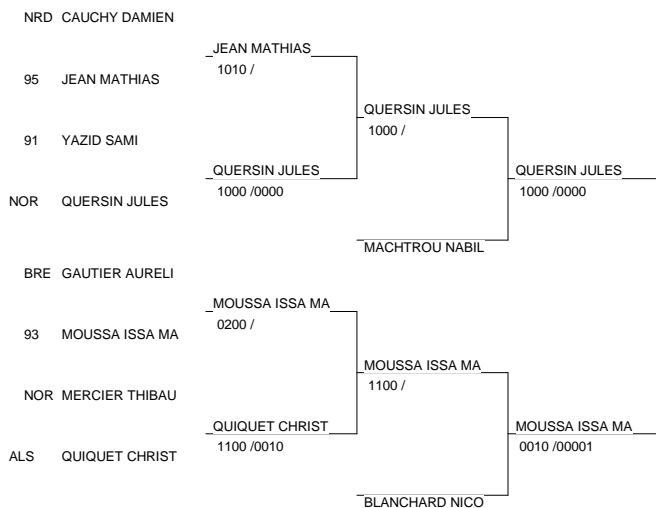 NRD CAUCHY DAMIEN
JEAN MATHIAS
1010 /
95 JEAN MATHIAS
QUERSIN JULES
1000 /
91 YAZID SAMI
QUERSIN JULES
1000 /0000
QUERSIN JULES
1000 /0000
NOR QUERSIN JULES
MACHTROU NABIL
BRE GAUTIER AURELI
MOUSSA ISSA MA
0200 /
93 MOUSSA ISSA MA
MOUSSA ISSA MA
1100 /
NOR MERCIER THIBAU
QUIQUET CHRIST
1100 /0010
MOUSSA ISSA MA
0010 /00001
ALS QUIQUET CHRIST
BLANCHARD NICO